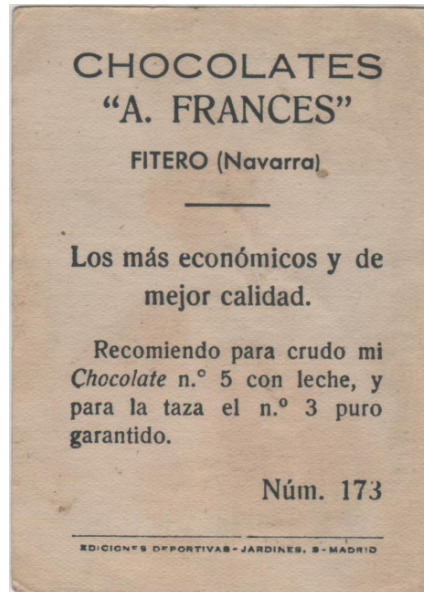 CHOCOLATES
“A. FRANCES”
FITERO (Navarra)
Los más económicos y de
mejor calidad.
Recomiendo para crudo mi
Chocolate n.° 5 con leche, y
para la taza el n.º 3 puro
garantido.
Núm. 173
EDICIONES DEPORTIVAS - JARDINES, 9 - MADRID